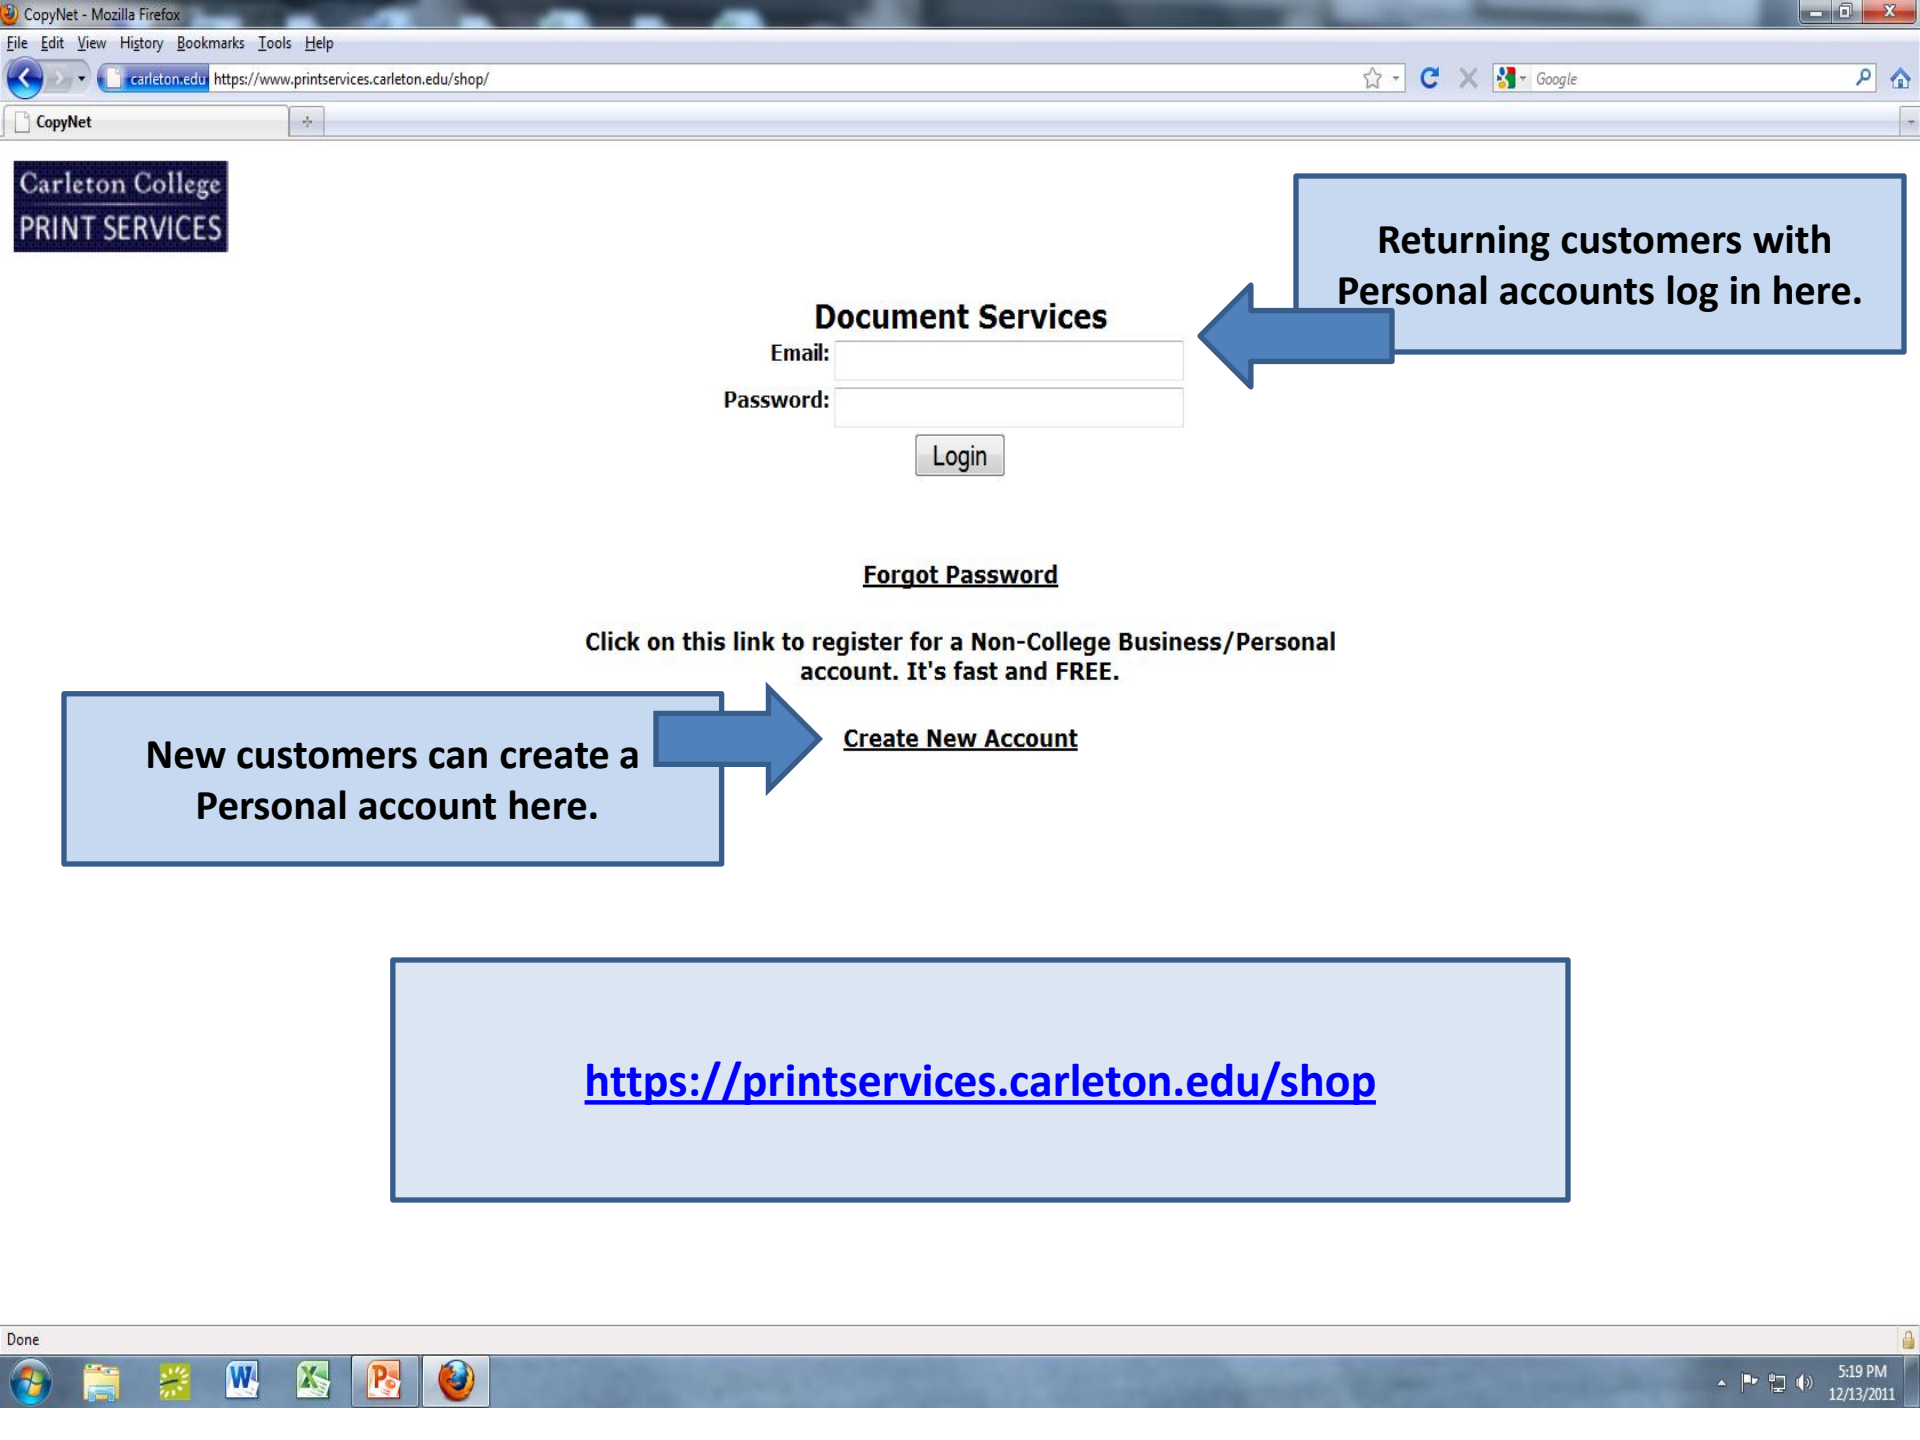 CopyNet - Mozilla Firefox
File Edit View History Bookmarks Tools Help
carleton.edu https://www.printservices.carleton.edu/shop/
Google
CopyNet
Carleton College
PRINT SERVICES
Returning customers with
Personal accounts log in here.
Document Services
Email:
Password:
Login
Forgot Password
Click on this link to register for a Non-College Business/Personal
account. It's fast and FREE.
Create New Account
New customers can create a
Personal account here.
https://printservices.carleton.edu/shop
Done
5:19 PM
12/13/2011